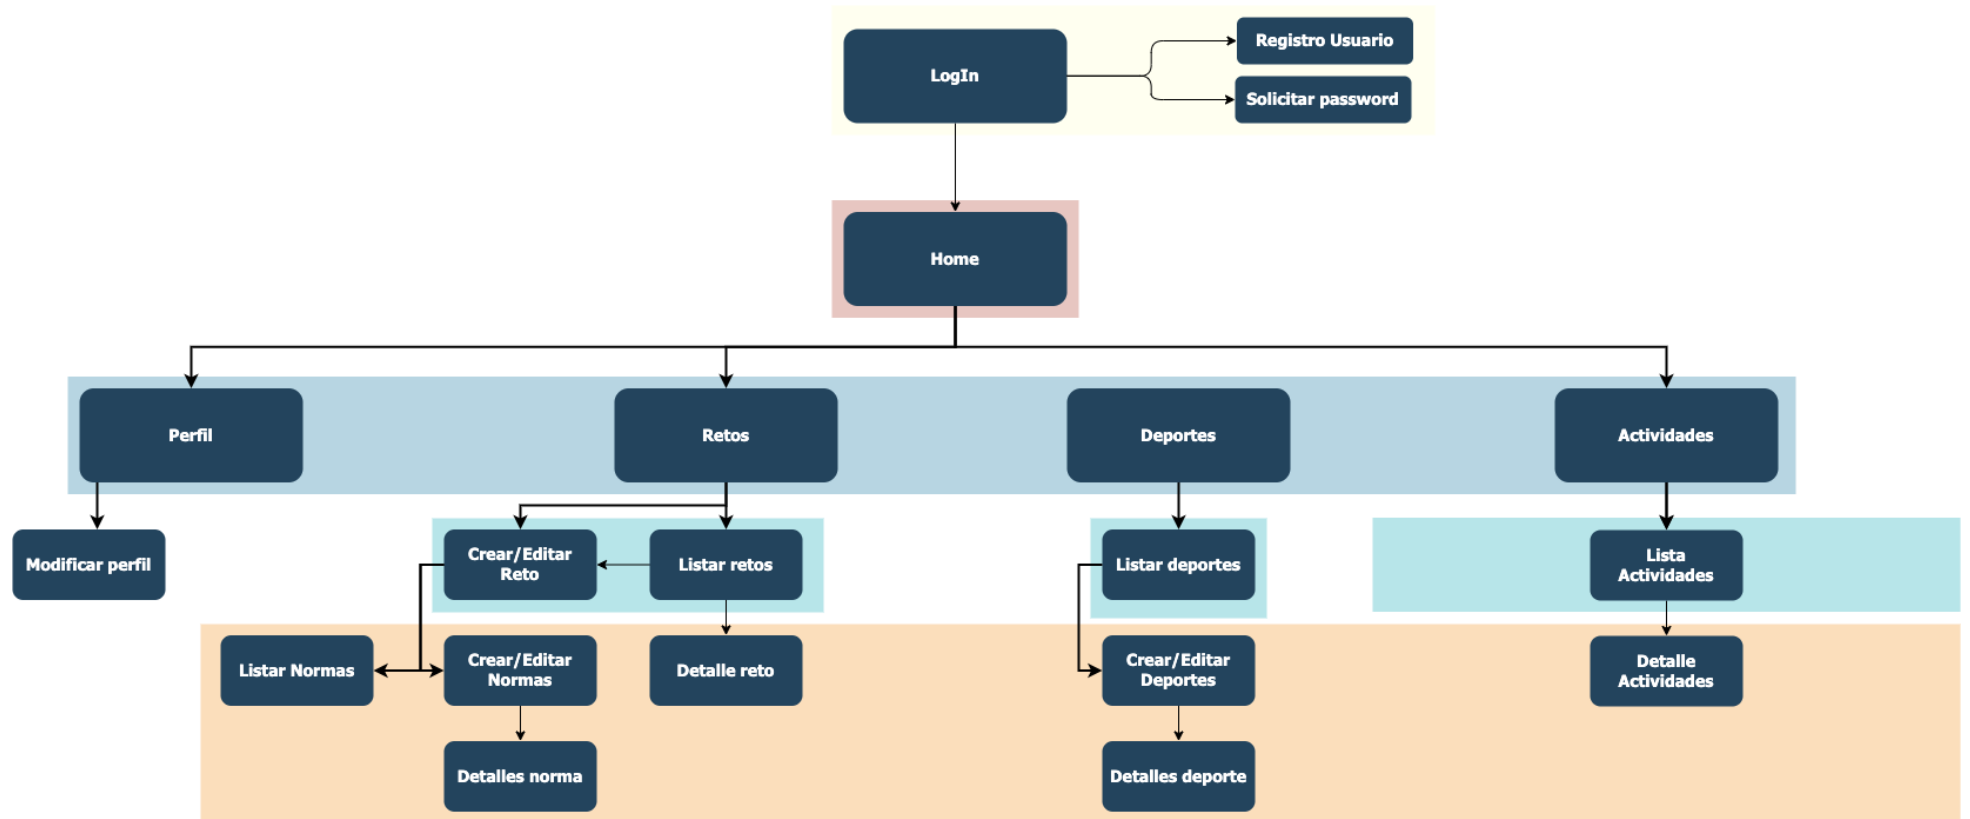 LogIn
Registro Usuario
Solicitar password
Home
Perfil
Retos
Deportes
Actividades
Modificar perfil
Crear/Editar
Reto
Listar retos
Listar deportes
Lista
Actividades
Listar Normas
Crear/Editar
Normas
Detalle reto
Crear/Editar
Deportes
Detalle
Actividades
Detalles norma
Detalles deporte